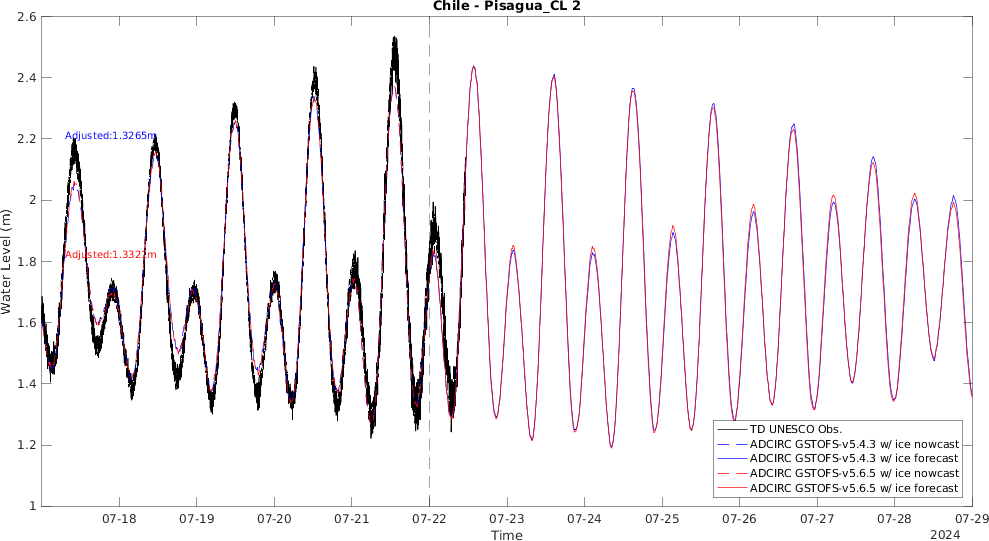 Chile - Pisagua_CL 2
2.6
2.4
2.2
2
1.8
1.6
1.4
1.2
1
Water Level (m)
Adjusted:1.3265m
Adjusted:1.3322m
TD UNESCO Obs.
ADCIRC GSTOFS-v5.4.3 w/ ice nowcast
ADCIRC GSTOFS-v5.4.3 w/ ice forecast
ADCIRC GSTOFS-v5.6.5 w/ ice nowcast
ADCIRC GSTOFS-v5.6.5 w/ ice forecast
07-18 07-19 07-20 07-21 07-22 07-23 07-24 07-25 07-26 07-27 07-28 07-29
Time
2024